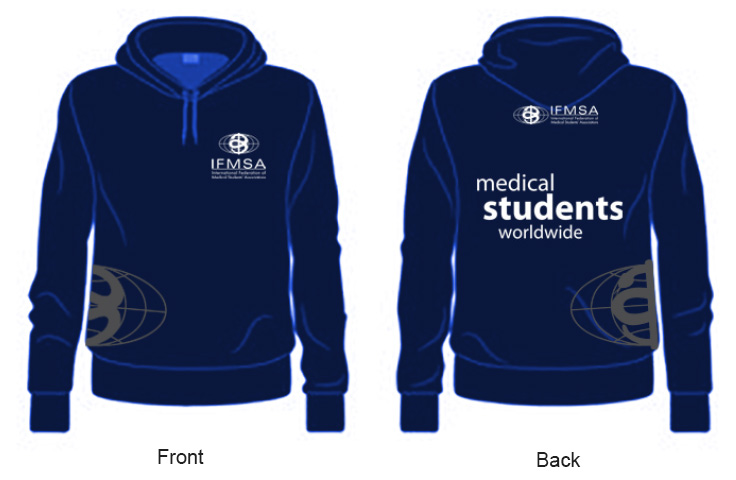 IFMSA
International Federation of
Medical Students' Associations
IFMSA
International Federation of
Medical Students' Associations
medical
students
worldwide
Front
Back